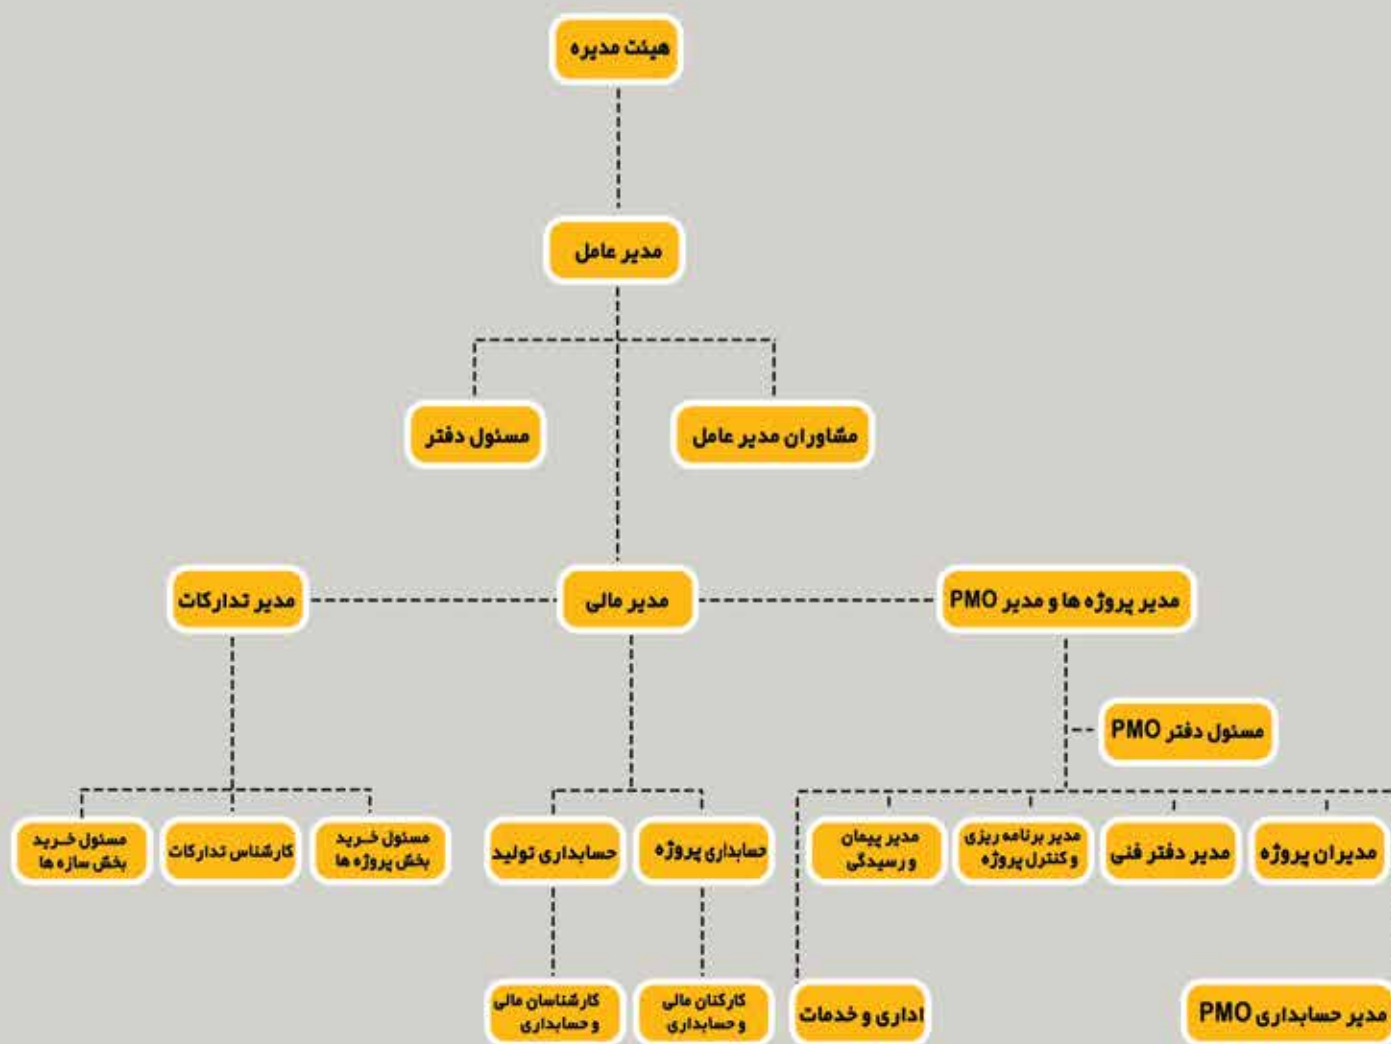 هیئت مدیره
مدیر عامل
مشاوران مدیر عامل
مسئول دفتر
مدیر پروژه ها و مدیر PMO
مدیر مالی
مدیر تدارکات
مسئول دفتر PMO
مدیران پروژه
مدیر دفتر فنی
مدیر برنامه ریزی
و کنترل پروژه
مدیر پیمان
و رسیدگی
حسابداری پروژه
حسابداری تولید
مسئول خـرید
بخش پروژه ها
کارشناس تدارکات
مسئول خـرید
بخش سازه ها
مدیر حسابداری PMO
اداری و خدمات
کارکنان مالی
و حسابداری
کارشناسان مالی
و حسابداری